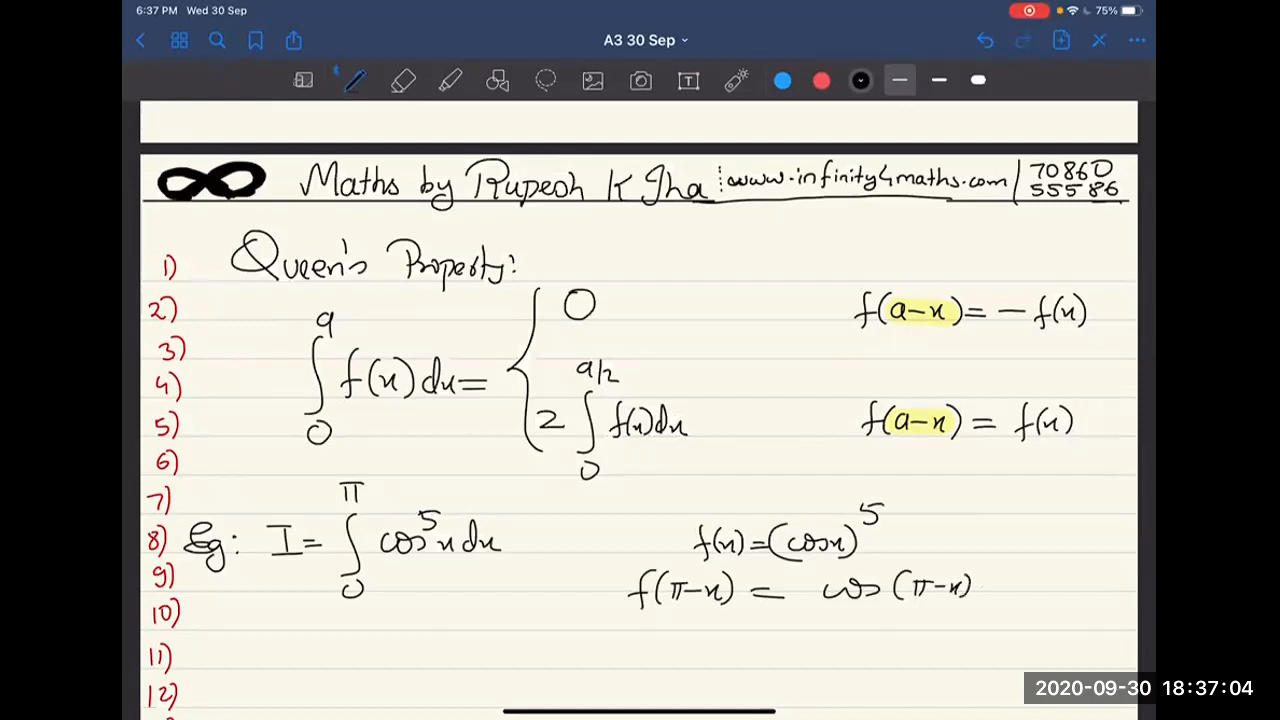 6:37 PM Wed 30 Sep 75%
A3 30 Sep
T
Maths by Rupesh K Jha www.infinity4maths.com 70860 55586
1) Queen's Property:
2) 0 f(a-x) = - f(x)
3)
4) ∫₀ᵃ f(x) dx =
5) 2 ∫₀^{a/2} f(x) dx f(a-x) = f(x)
6)
7)
8) Eg: I = ∫₀^π cos⁵x dx f(x) = (cosx)⁵
9) f(π-x) = cos(π-x)
10)
11)
12)
2020-09-30 18:37:04